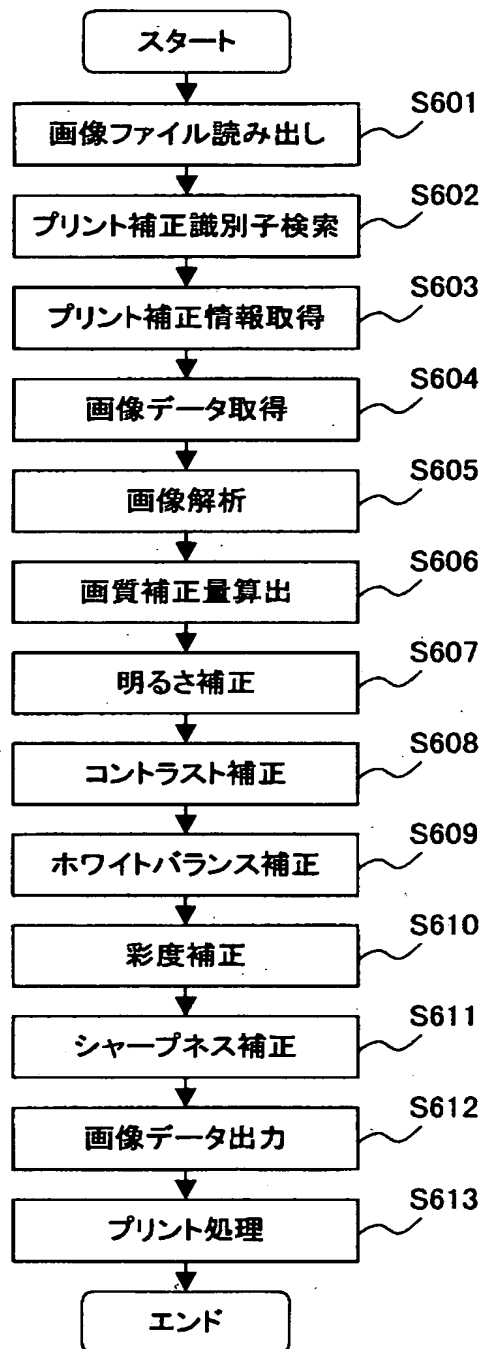 スタート
S601
画像ファイル読み出し
S602
プリント補正識別子検索
S603
プリント補正情報取得
S604
画像データ取得
S605
画像解析
S606
画質補正量算出
S607
明るさ補正
S608
コントラスト補正
S609
ホワイトバランス補正
S610
彩度補正
S611
シャープネス補正
S612
画像データ出力
S613
プリント処理
エンド